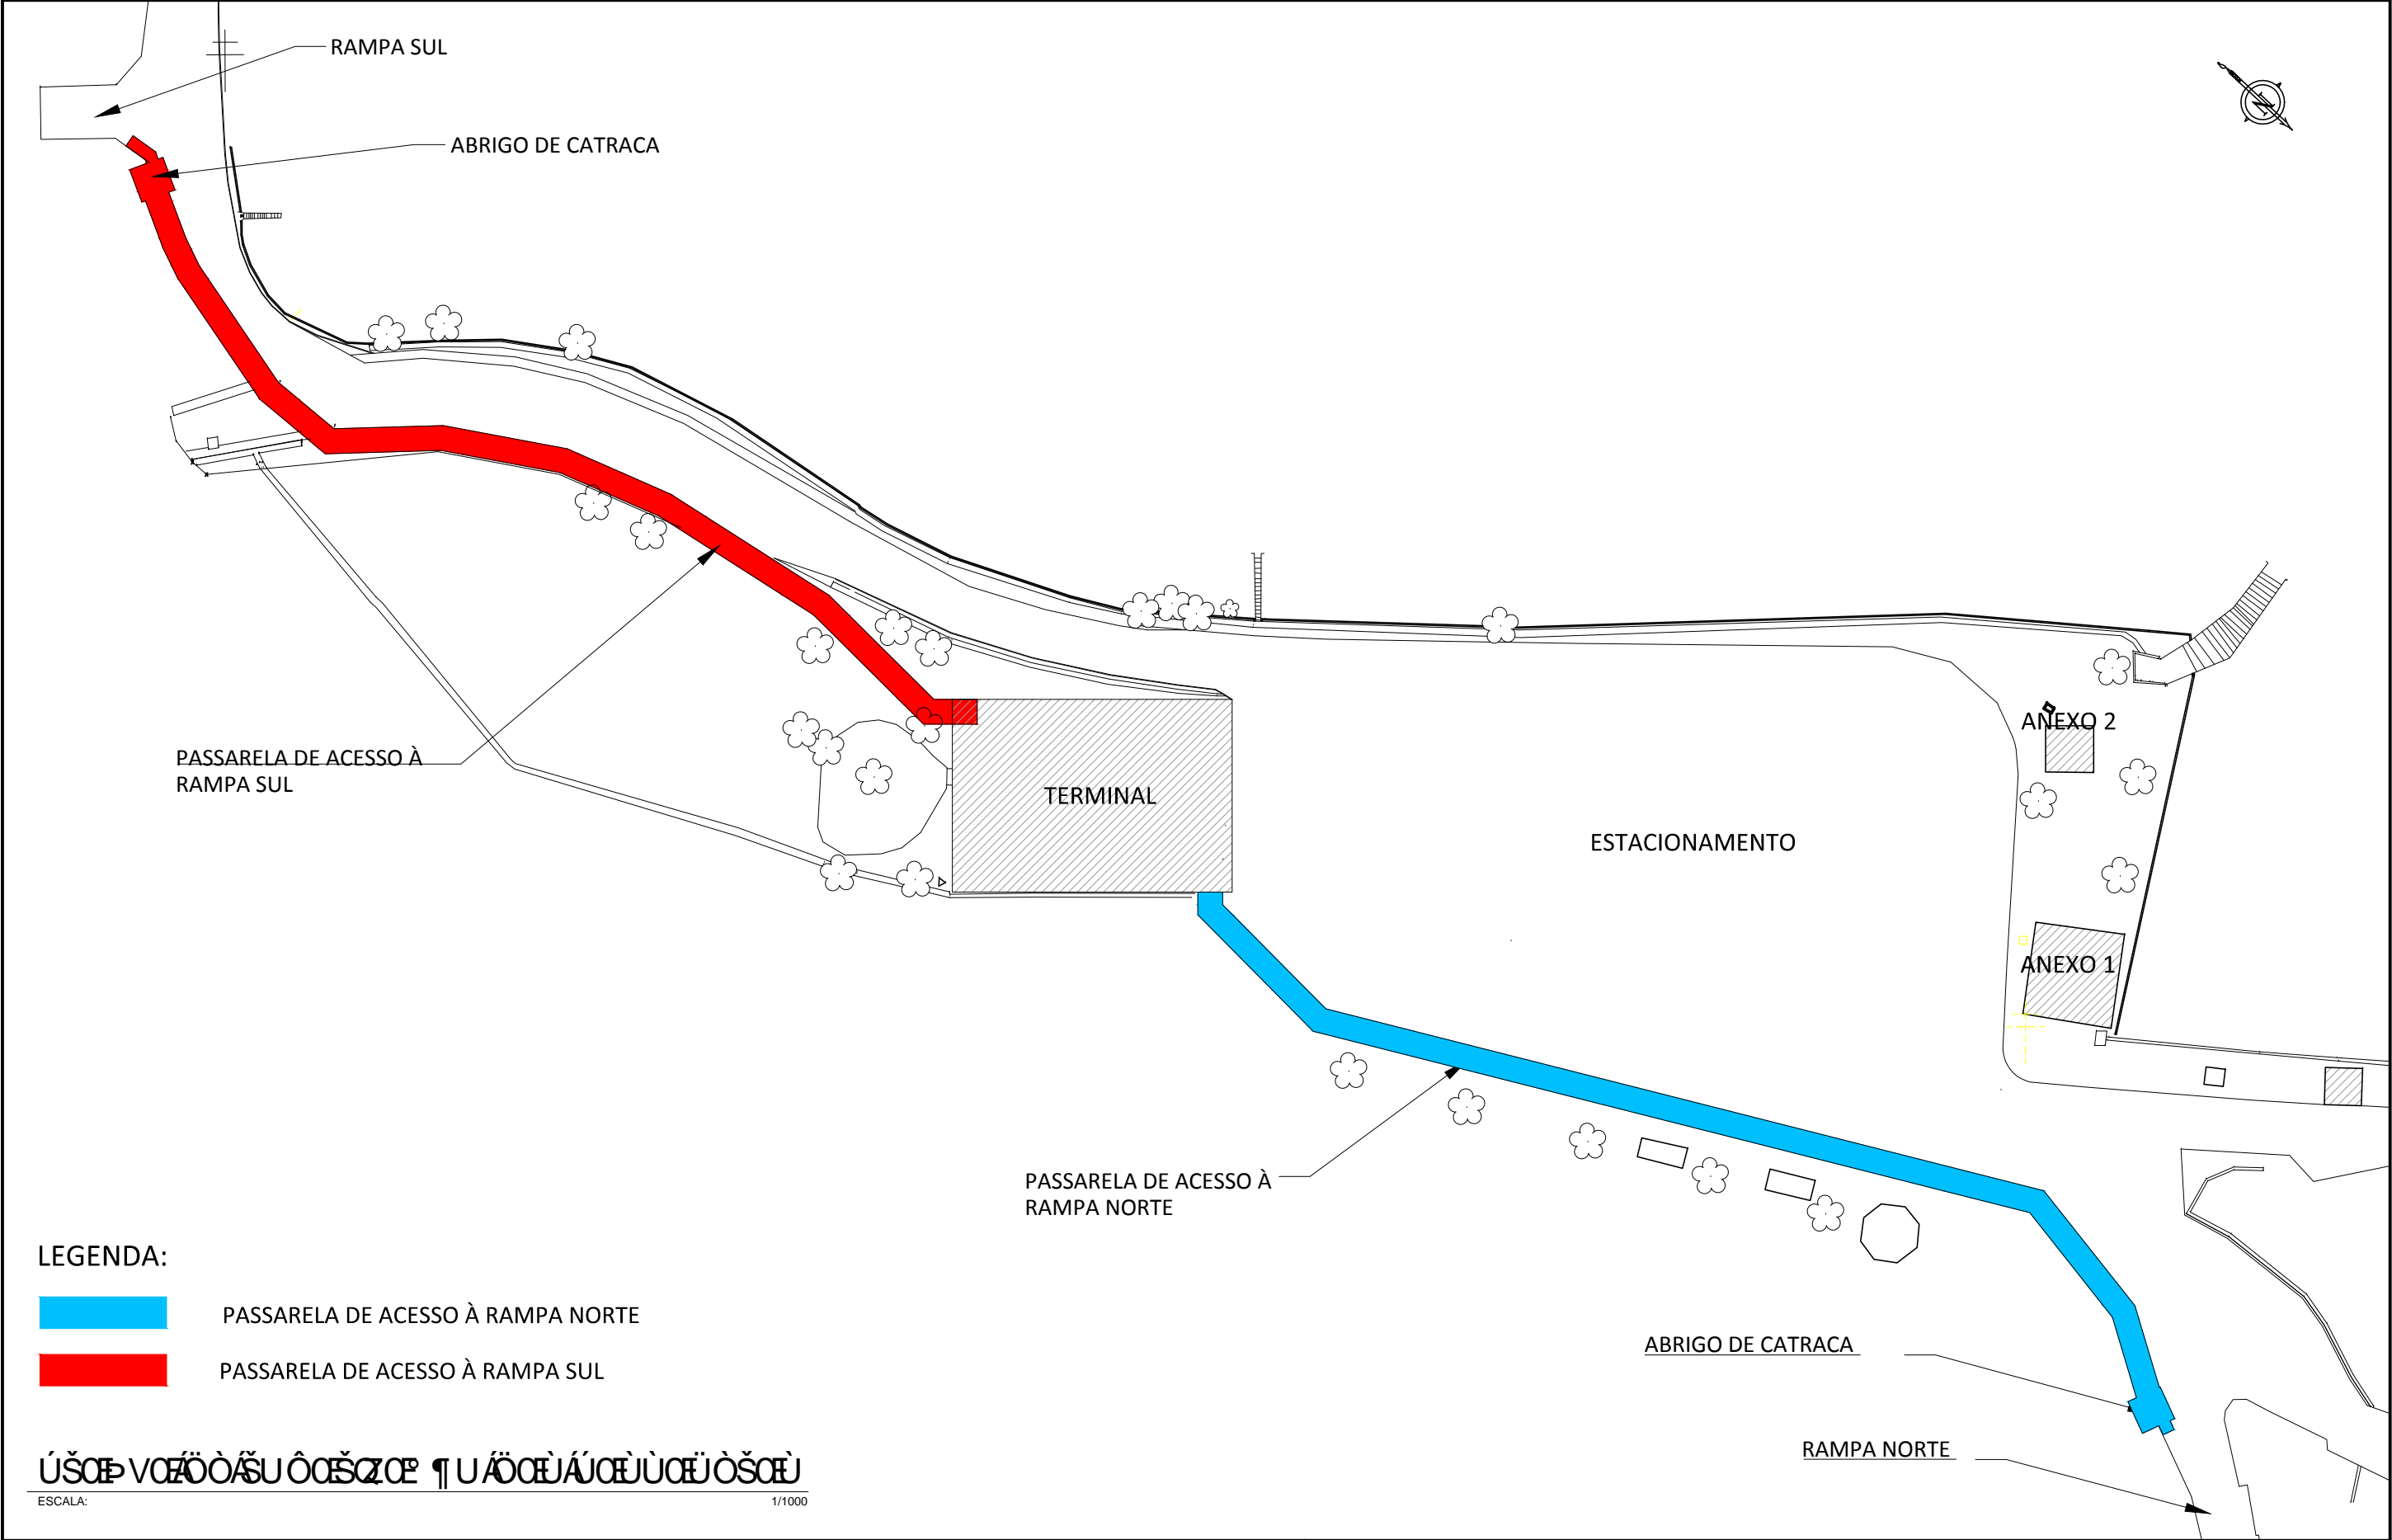 RAMPA SUL
ABRIGO DE CATRACA
N
PASSARELA DE ACESSO À
RAMPA SUL
ANEXO 2
TERMINAL
ESTACIONAMENTO
ANEXO 1
PASSARELA DE ACESSO À
RAMPA NORTE
LEGENDA:
PASSARELA DE ACESSO À RAMPA NORTE
PASSARELA DE ACESSO À RAMPA SUL
ABRIGO DE CATRACA
RAMPA NORTE
ESCALA: 1/1000